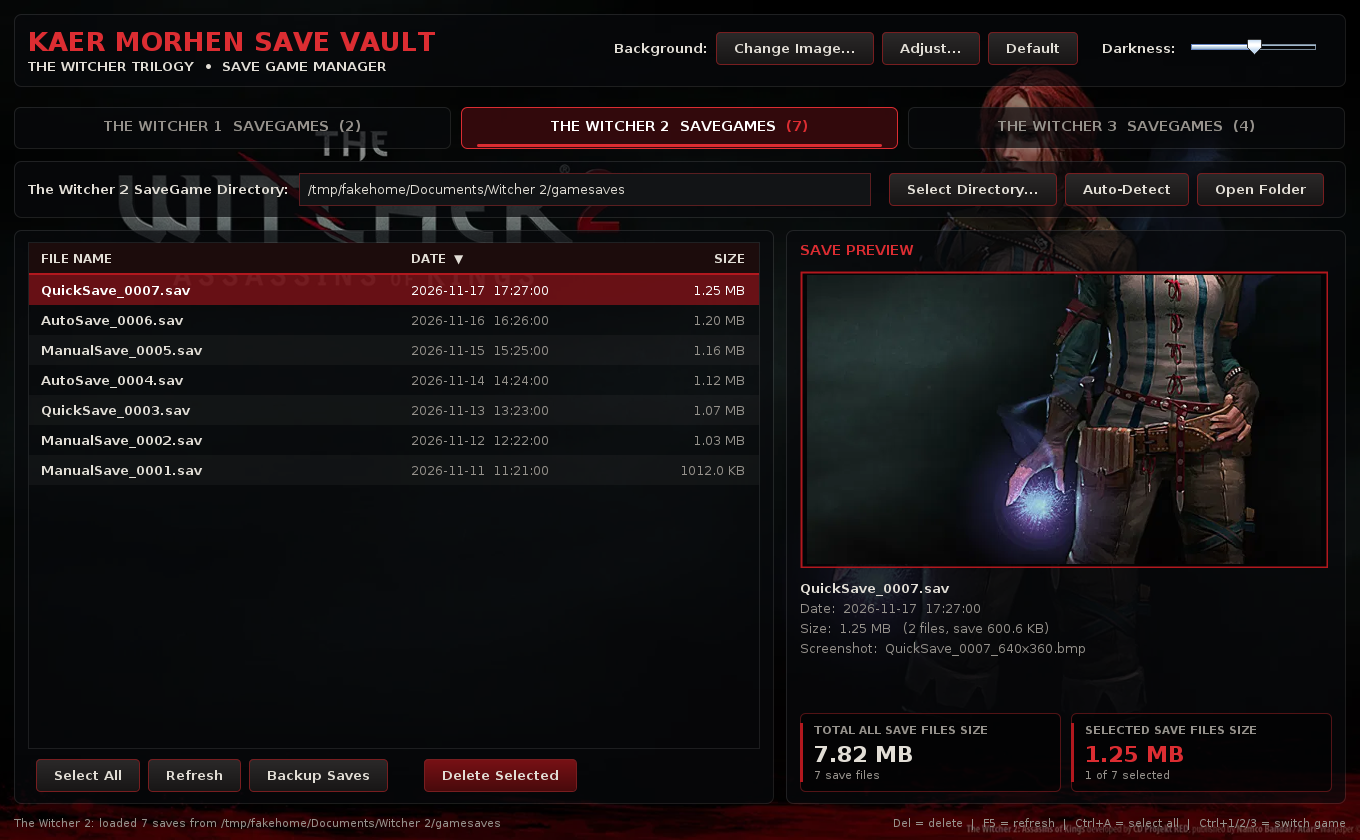 KAER MORHEN SAVE VAULT
THE WITCHER TRILOGY • SAVE GAME MANAGER
Background: Change Image... Adjust... Default Darkness:
THE WITCHER 1 SAVEGAMES (2) THE WITCHER 2 SAVEGAMES (7) THE WITCHER 3 SAVEGAMES (4)
THE
WITCHER 2 ®
ASSASSINS OF KINGS
The Witcher 2 SaveGame Directory: /tmp/fakehome/Documents/Witcher 2/gamesaves Select Directory... Auto-Detect Open Folder
FILE NAME DATE ▼ SIZE
QuickSave_0007.sav 2026-11-17 17:27:00 1.25 MB
AutoSave_0006.sav 2026-11-16 16:26:00 1.20 MB
ManualSave_0005.sav 2026-11-15 15:25:00 1.16 MB
AutoSave_0004.sav 2026-11-14 14:24:00 1.12 MB
QuickSave_0003.sav 2026-11-13 13:23:00 1.07 MB
ManualSave_0002.sav 2026-11-12 12:22:00 1.03 MB
ManualSave_0001.sav 2026-11-11 11:21:00 1012.0 KB
Select All Refresh Backup Saves Delete Selected
SAVE PREVIEW
QuickSave_0007.sav
Date: 2026-11-17 17:27:00
Size: 1.25 MB (2 files, save 600.6 KB)
Screenshot: QuickSave_0007_640x360.bmp
TOTAL ALL SAVE FILES SIZE
7.82 MB
7 save files
SELECTED SAVE FILES SIZE
1.25 MB
1 of 7 selected
The Witcher 2: loaded 7 saves from /tmp/fakehome/Documents/Witcher 2/gamesaves
Del = delete | F5 = refresh | Ctrl+A = select all | Ctrl+1/2/3 = switch game
The Witcher 2: Assassins of Kings developed by CD Projekt RED